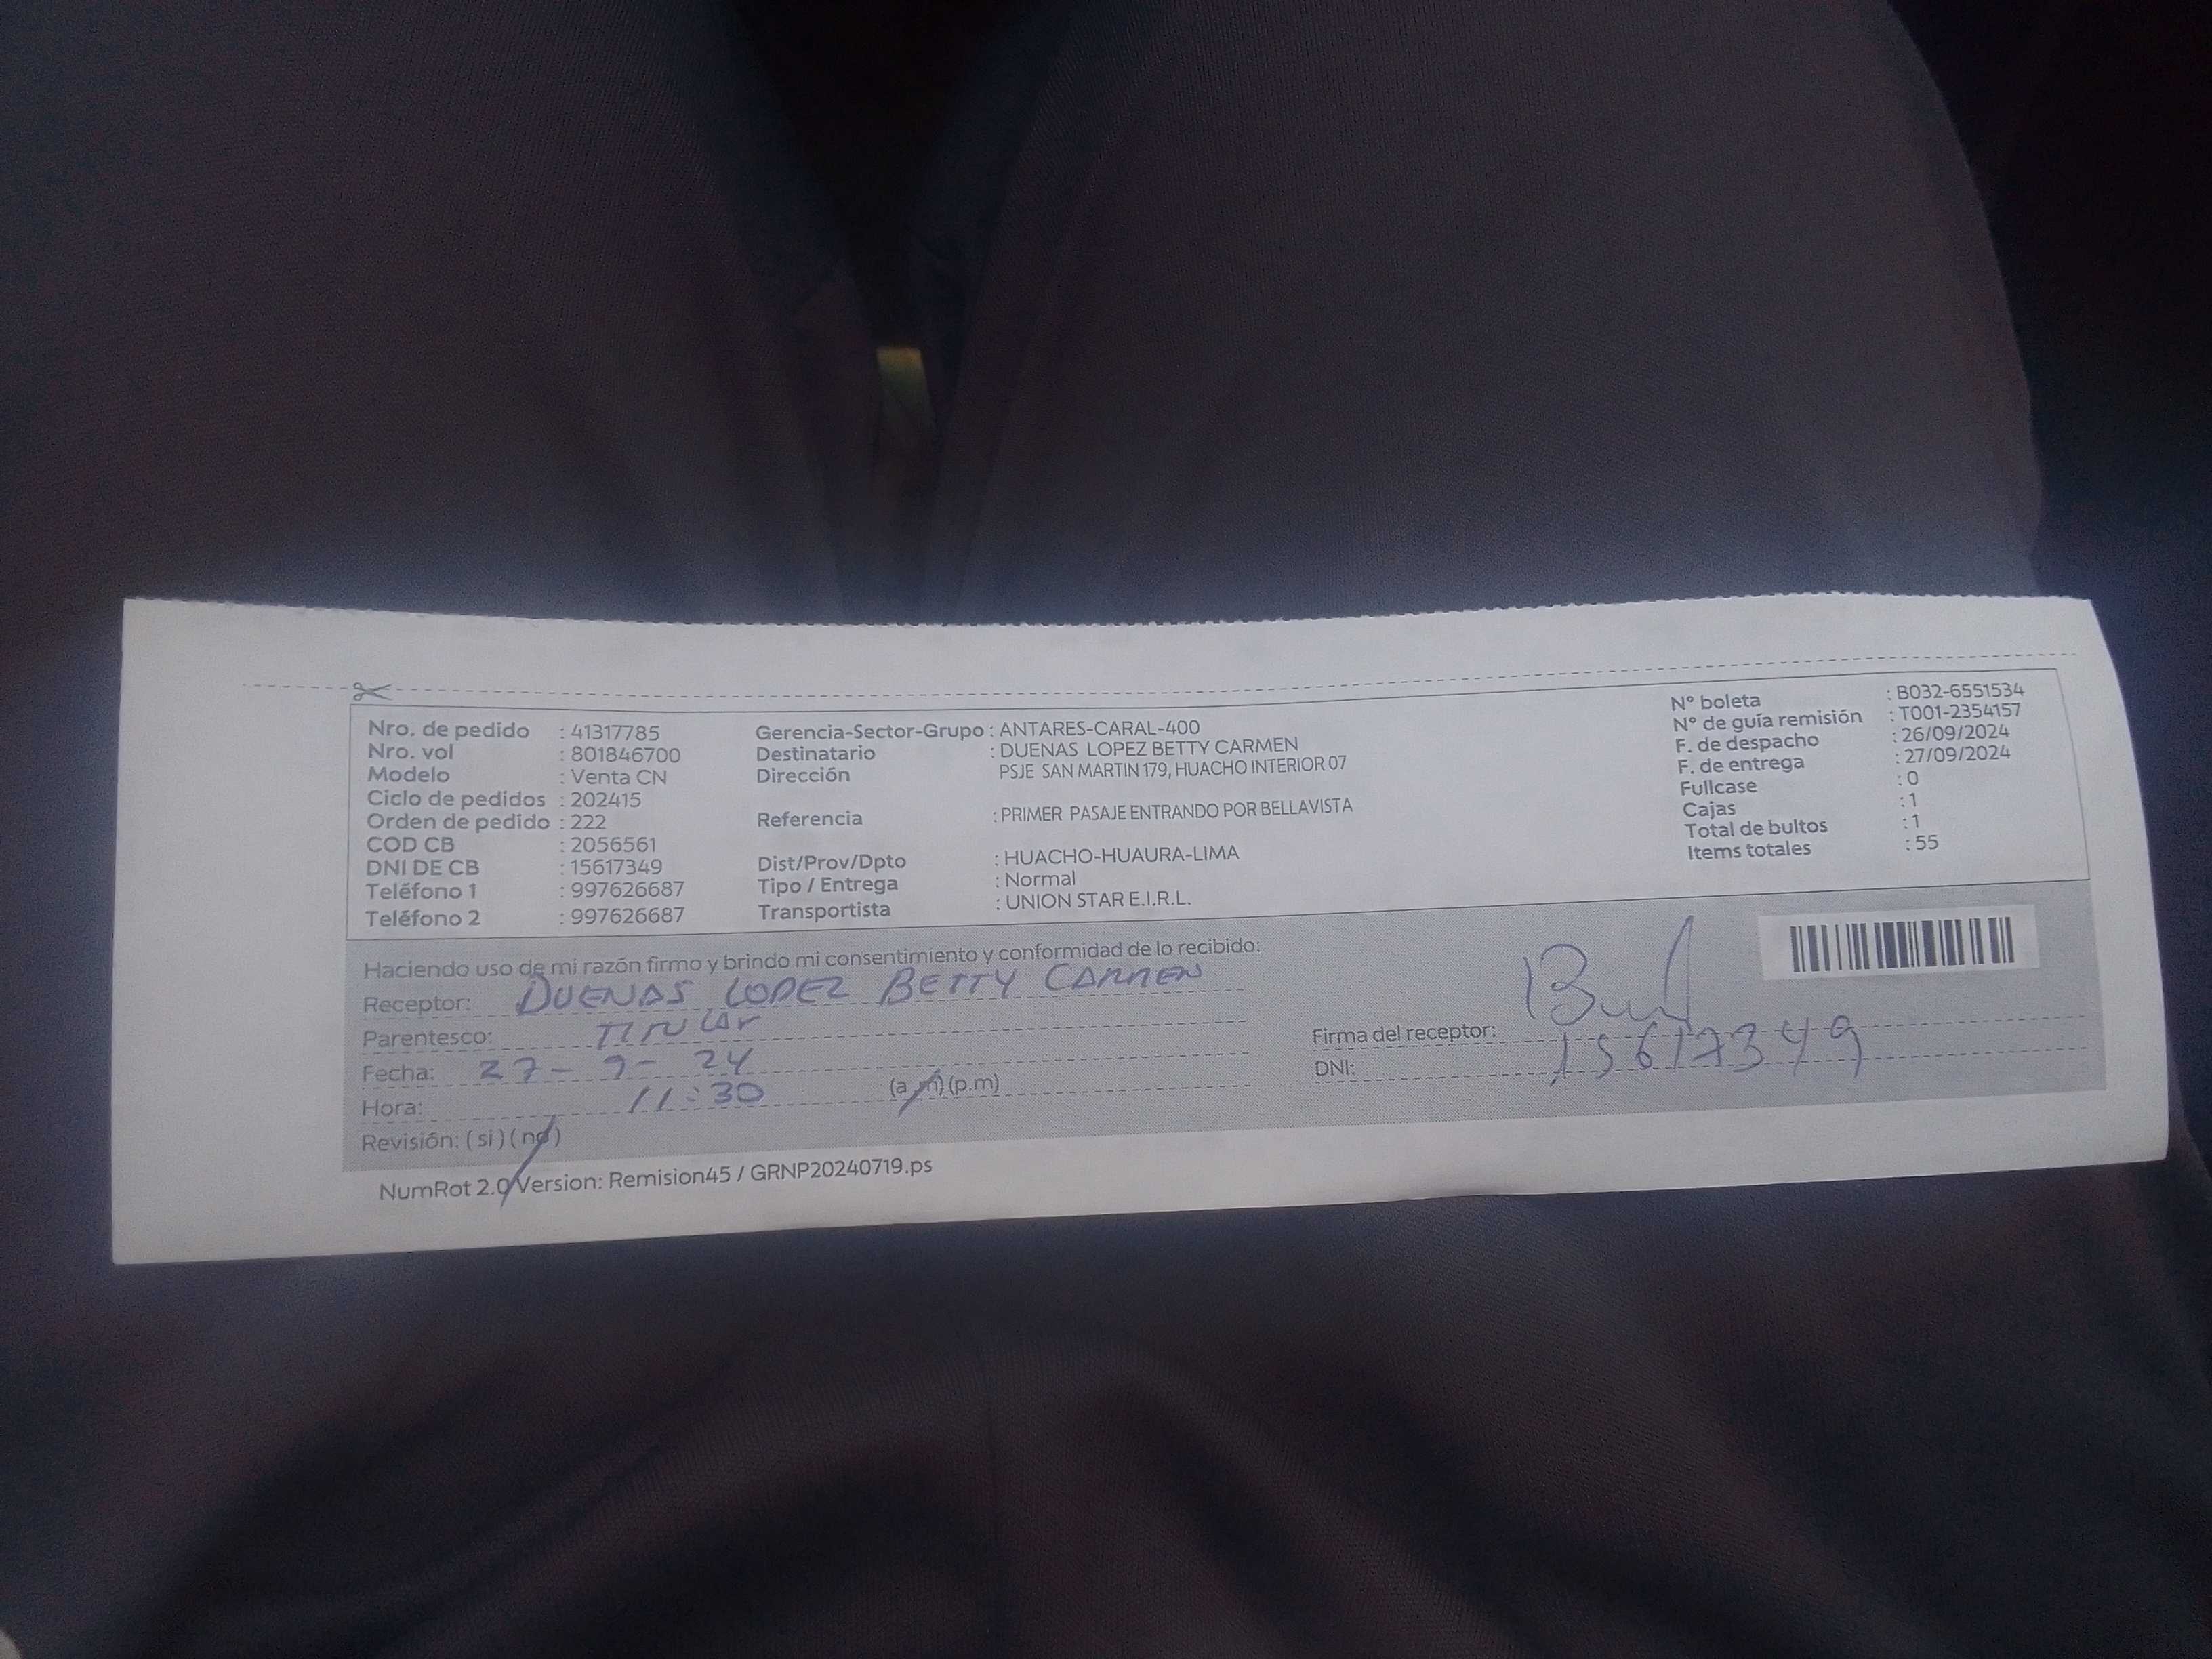 Nro. de pedido : 41317785
Nro. vol : 801846700
Modelo : Venta CN
Ciclo de pedidos : 202415
Orden de pedido : 222
COD CB : 2056561
DNI DE CB : 15617349
Teléfono 1 : 997626687
Teléfono 2 : 997626687
Gerencia-Sector-Grupo : ANTARES-CARAL-400
Destinatario : DUENAS LOPEZ BETTY CARMEN
Dirección PSJE SAN MARTIN 179, HUACHO INTERIOR 07
Referencia : PRIMER PASAJE ENTRANDO POR BELLAVISTA
Dist/Prov/Dpto : HUACHO-HUAURA-LIMA
Tipo / Entrega : Normal
Transportista : UNION STAR E.I.R.L.
N° boleta : B032-6551534
N° de guía remisión : T001-2354157
F. de despacho : 26/09/2024
F. de entrega : 27/09/2024
Fullcase : 0
Cajas : 1
Total de bultos : 1
Items totales : 55
Haciendo uso de mi razón firmo y brindo mi consentimiento y conformidad de lo recibido:
Receptor: DUENAS LOPEZ BETTY CARMEN
Parentesco: TITULAR
Fecha: 27-9-24
Hora: 11:30 (a.m) (p.m)
Revisión: (si) (no)
Firma del receptor:
DNI: 15617349
NumRot 2.0 Version: Remision45 / GRNP20240719.ps